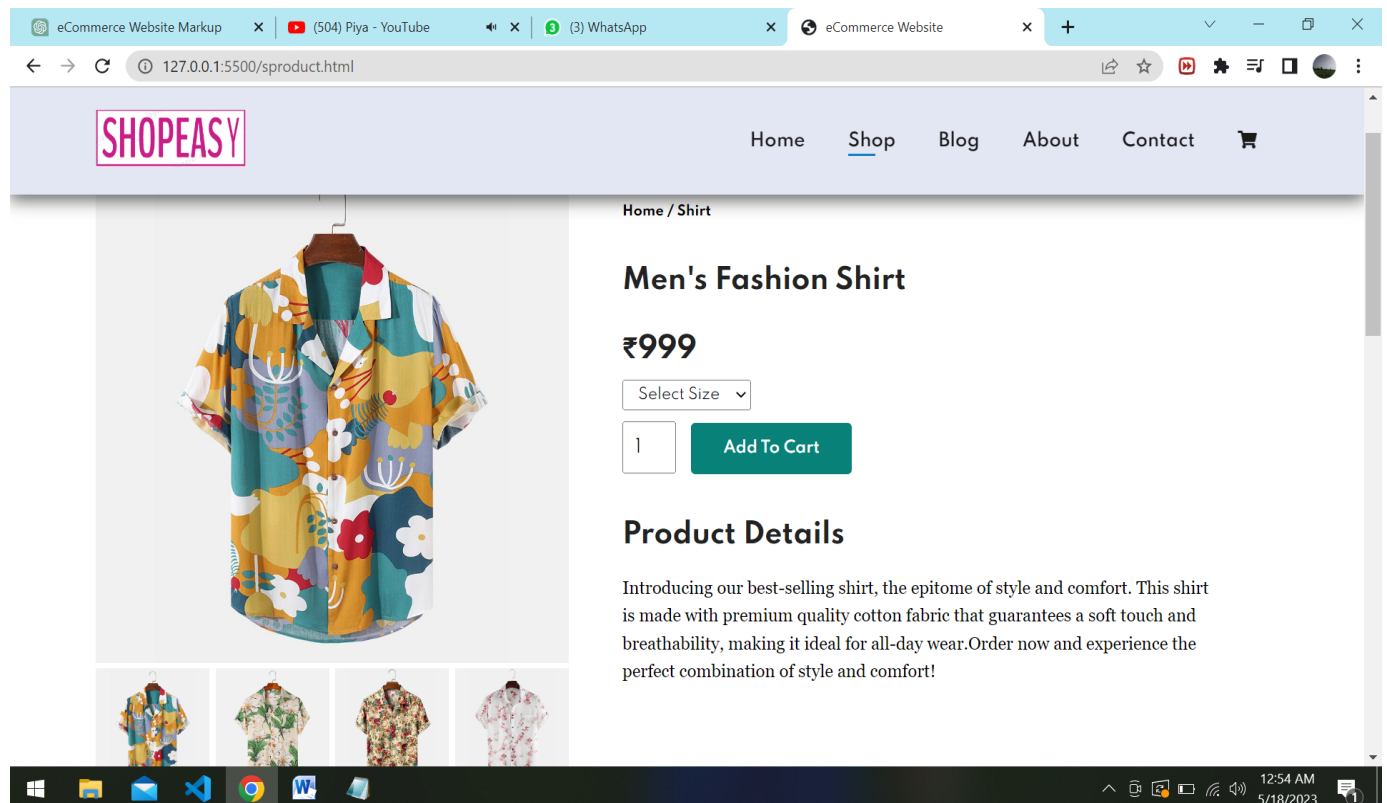 eCommerce Website Markup
(504) Piya - YouTube
3
(3) WhatsApp
eCommerce Website
127.0.0.1:5500/sproduct.html
SHOPEASY
Home
Shop
Blog
About
Contact
Home / Shirt
Men's Fashion Shirt
₹999
Select Size
1
Add To Cart
Product Details
Introducing our best-selling shirt, the epitome of style and comfort. This shirt
is made with premium quality cotton fabric that guarantees a soft touch and
breathability, making it ideal for all-day wear.Order now and experience the
perfect combination of style and comfort!
W
12:54 AM
5/18/2023
1